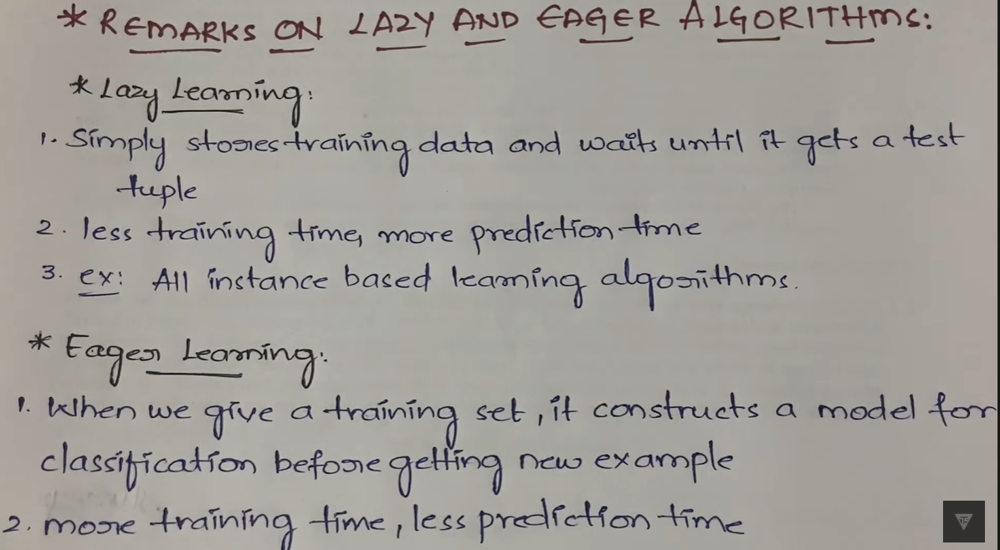 * REMARKS ON LAZY AND EAGER ALGORITHMS:
* Lazy Learning:
1. Simply stores training data and waits until it gets a test
tuple
2. less training time, more prediction time
3. ex: All instance based learning algorithms.
* Eager Learning:
1. When we give a training set, it constructs a model for
classification before getting new example
2. more training time, less prediction time